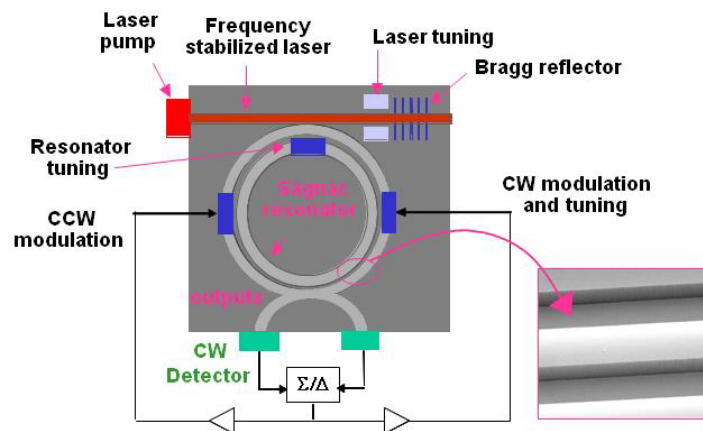 Laser
pump
Frequency
stabilized laser
Laser tuning
Bragg reflector
Resonator
tuning
Sagnac
resonator
CW modulation
and tuning
CCW
modulation
outputs
CW
Detector
Σ/Δ